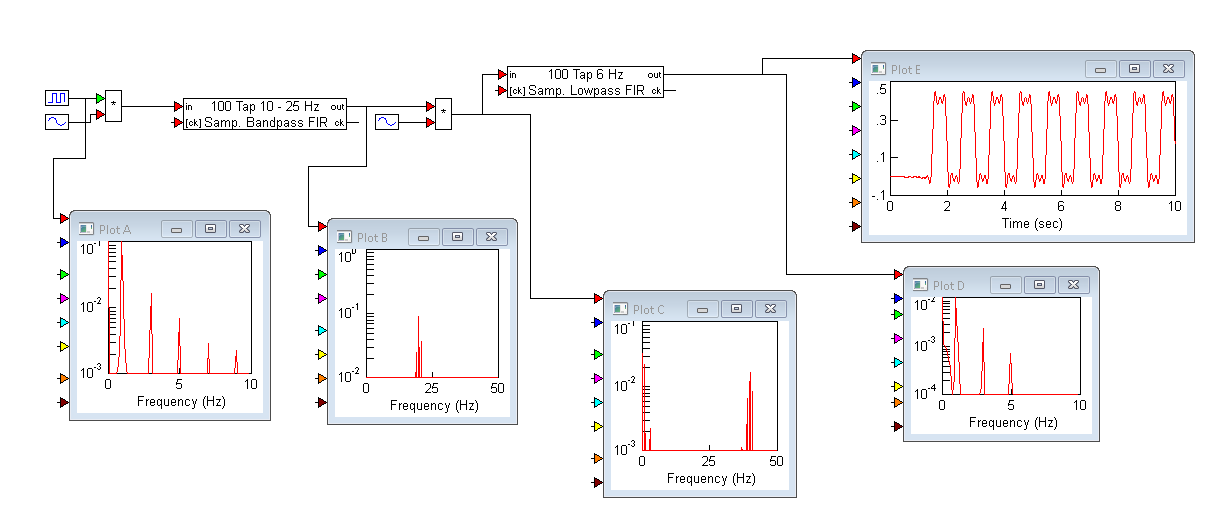 *
in 100 Tap 10 - 25 Hz out
[ck] Samp. Bandpass FIR ck
*
in 100 Tap 6 Hz out
[ck] Samp. Lowpass FIR ck
Plot E
.5
.3
.1
-.1
0 2 4 6 8 10
Time (sec)
Plot A
10-1
10-2
10-3
0 5 10
Frequency (Hz)
Plot B
100
10-1
10-2
0 25 50
Frequency (Hz)
Plot C
10-1
10-2
10-3
0 25 50
Frequency (Hz)
Plot D
10-2
10-3
10-4
0 5 10
Frequency (Hz)